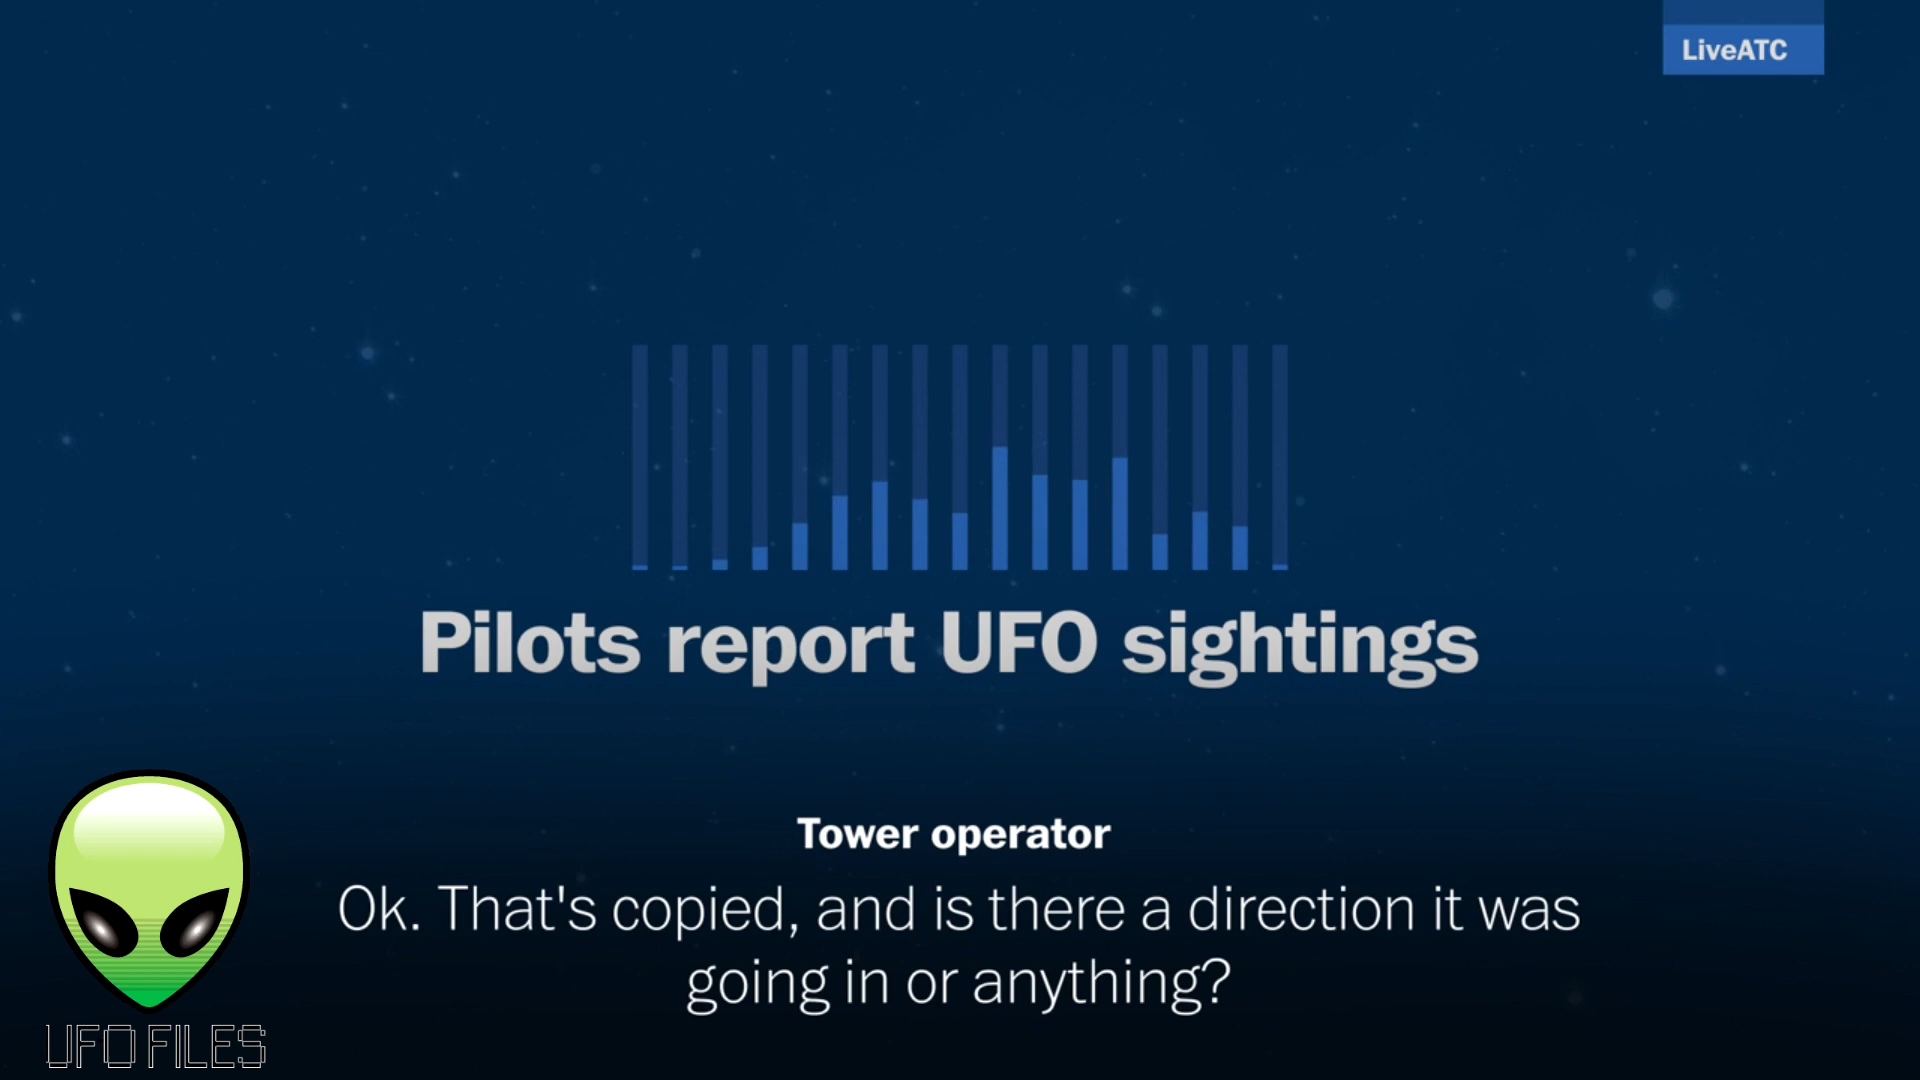 LiveATC
Pilots report UFO sightings
Tower operator
Ok. That's copied, and is there a direction it was
going in or anything?
UFO FILES